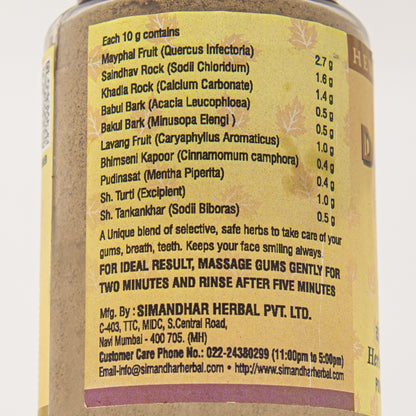 Each 10 g contains
Mayphal Fruit (Quercus Infectoria) 2.7 g
Saindhav Rock (Sodii Chloridum) 1.6 g
Khadia Rock (Calcium Carbonate) 1.4 g
Babul Bark (Acacia Leucophloea) 0.5 g
Bakul Bark (Minusopa Elengi ) 0.5 g
Lavang Fruit (Caryaphyllus Aromaticus) 1.0 g
Bhimseni Kapoor (Cinnamomum camphora) 0.4 g
Pudinasat (Mentha Piperita) 0.4 g
Sh. Turti (Excipient) 1.0 g
Sh. Tankankhar (Sodii Biboras) 0.5 g
A Unique blend of selective, safe herbs to take care of your
gums, breath, teeth. Keeps your face smiling always
FOR IDEAL RESULT, MASSAGE GUMS GENTLY FOR
TWO MINUTES AND RINSE AFTER FIVE MINUTES
Mfg. By : SIMANDHAR HERBAL PVT. LTD.
C-403, TTC, MIDC, S.Central Road,
Navi Mumbai - 400 705. (MH)
Customer Care Phone No.: 022-24380299 (11:00pm to 5:00pm)
Email-info@simandharherbal.com • http://www.simandharherbal.com